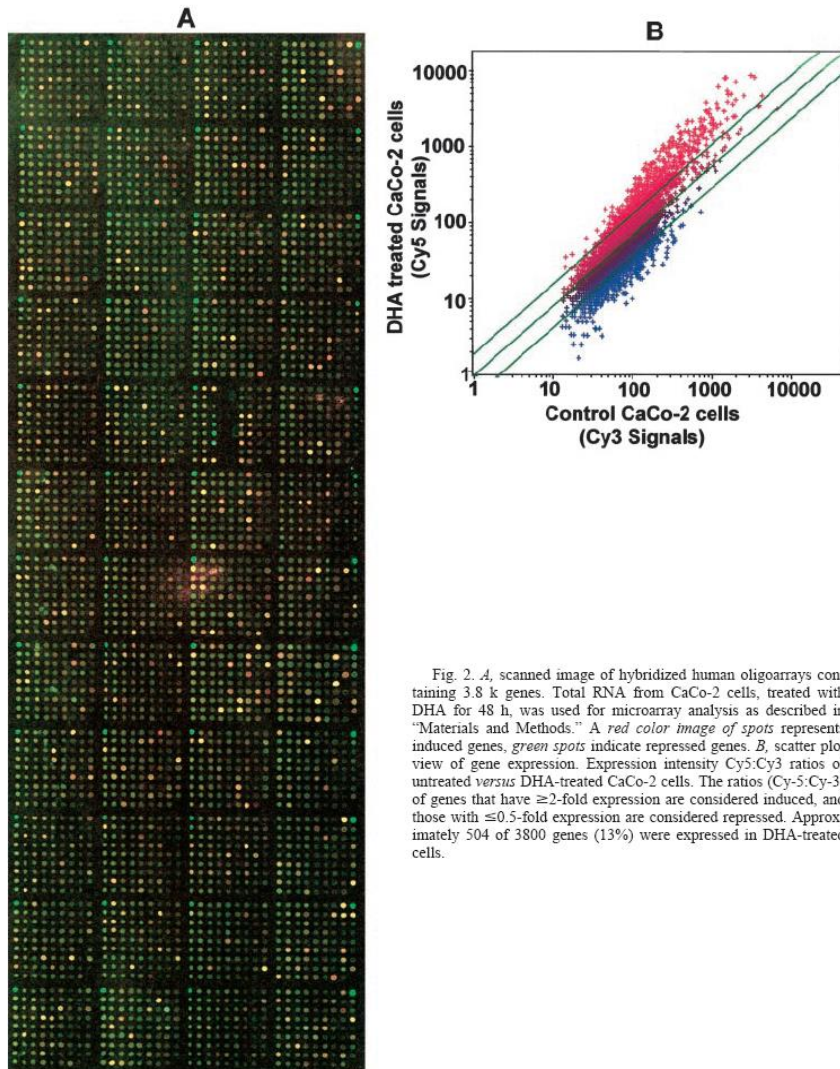 A
B
10000
1000
100
10
1
DHA treated CaCo-2 cells
(Cy5 Signals)
1
10
100
1000
10000
Control CaCo-2 cells
(Cy3 Signals)
Fig. 2. A, scanned image of hybridized human oligoarrays con
taining 3.8 k genes. Total RNA from CaCo-2 cells, treated with
DHA for 48 h, was used for microarray analysis as described in
“Materials and Methods.” A red color image of spots represents
induced genes, green spots indicate repressed genes. B, scatter plo
view of gene expression. Expression intensity Cy5:Cy3 ratios o
untreated versus DHA-treated CaCo-2 cells. The ratios (Cy-5:Cy-3
of genes that have ≥2-fold expression are considered induced, and
those with ≤0.5-fold expression are considered repressed. Approx
imately 504 of 3800 genes (13%) were expressed in DHA-treated
cells.